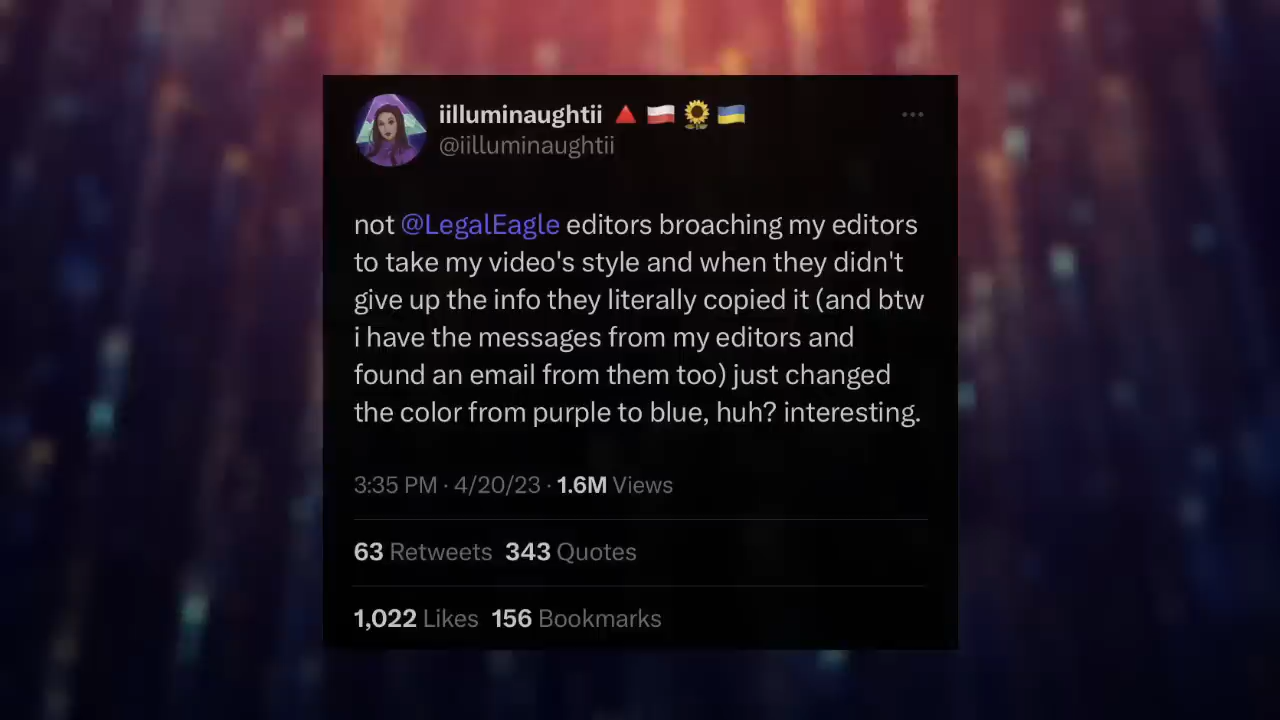 iilluminaughtii 🔺 🇵🇱 🌻 🇺🇦
@iilluminaughtii
not @LegalEagle editors broaching my editors
to take my video's style and when they didn't
give up the info they literally copied it (and btw
i have the messages from my editors and
found an email from them too) just changed
the color from purple to blue, huh? interesting.
3:35 PM · 4/20/23 · 1.6M Views
63 Retweets 343 Quotes
1,022 Likes 156 Bookmarks